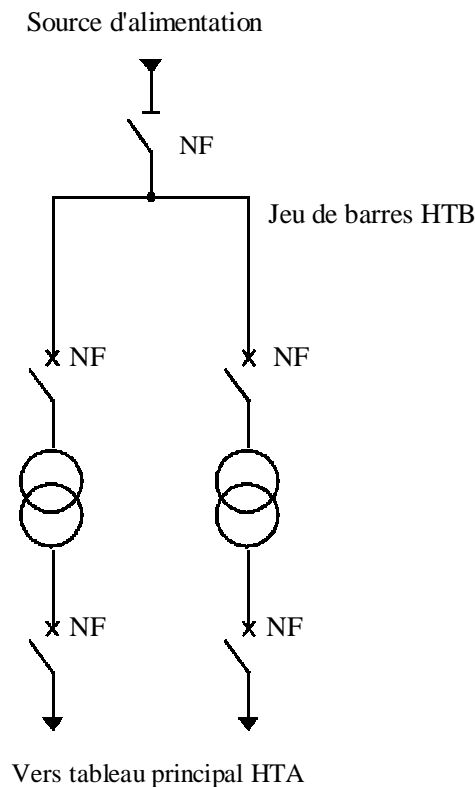 Source d'alimentation
NF
Jeu de barres HTB
NF
NF
NF
NF
Vers tableau principal HTA